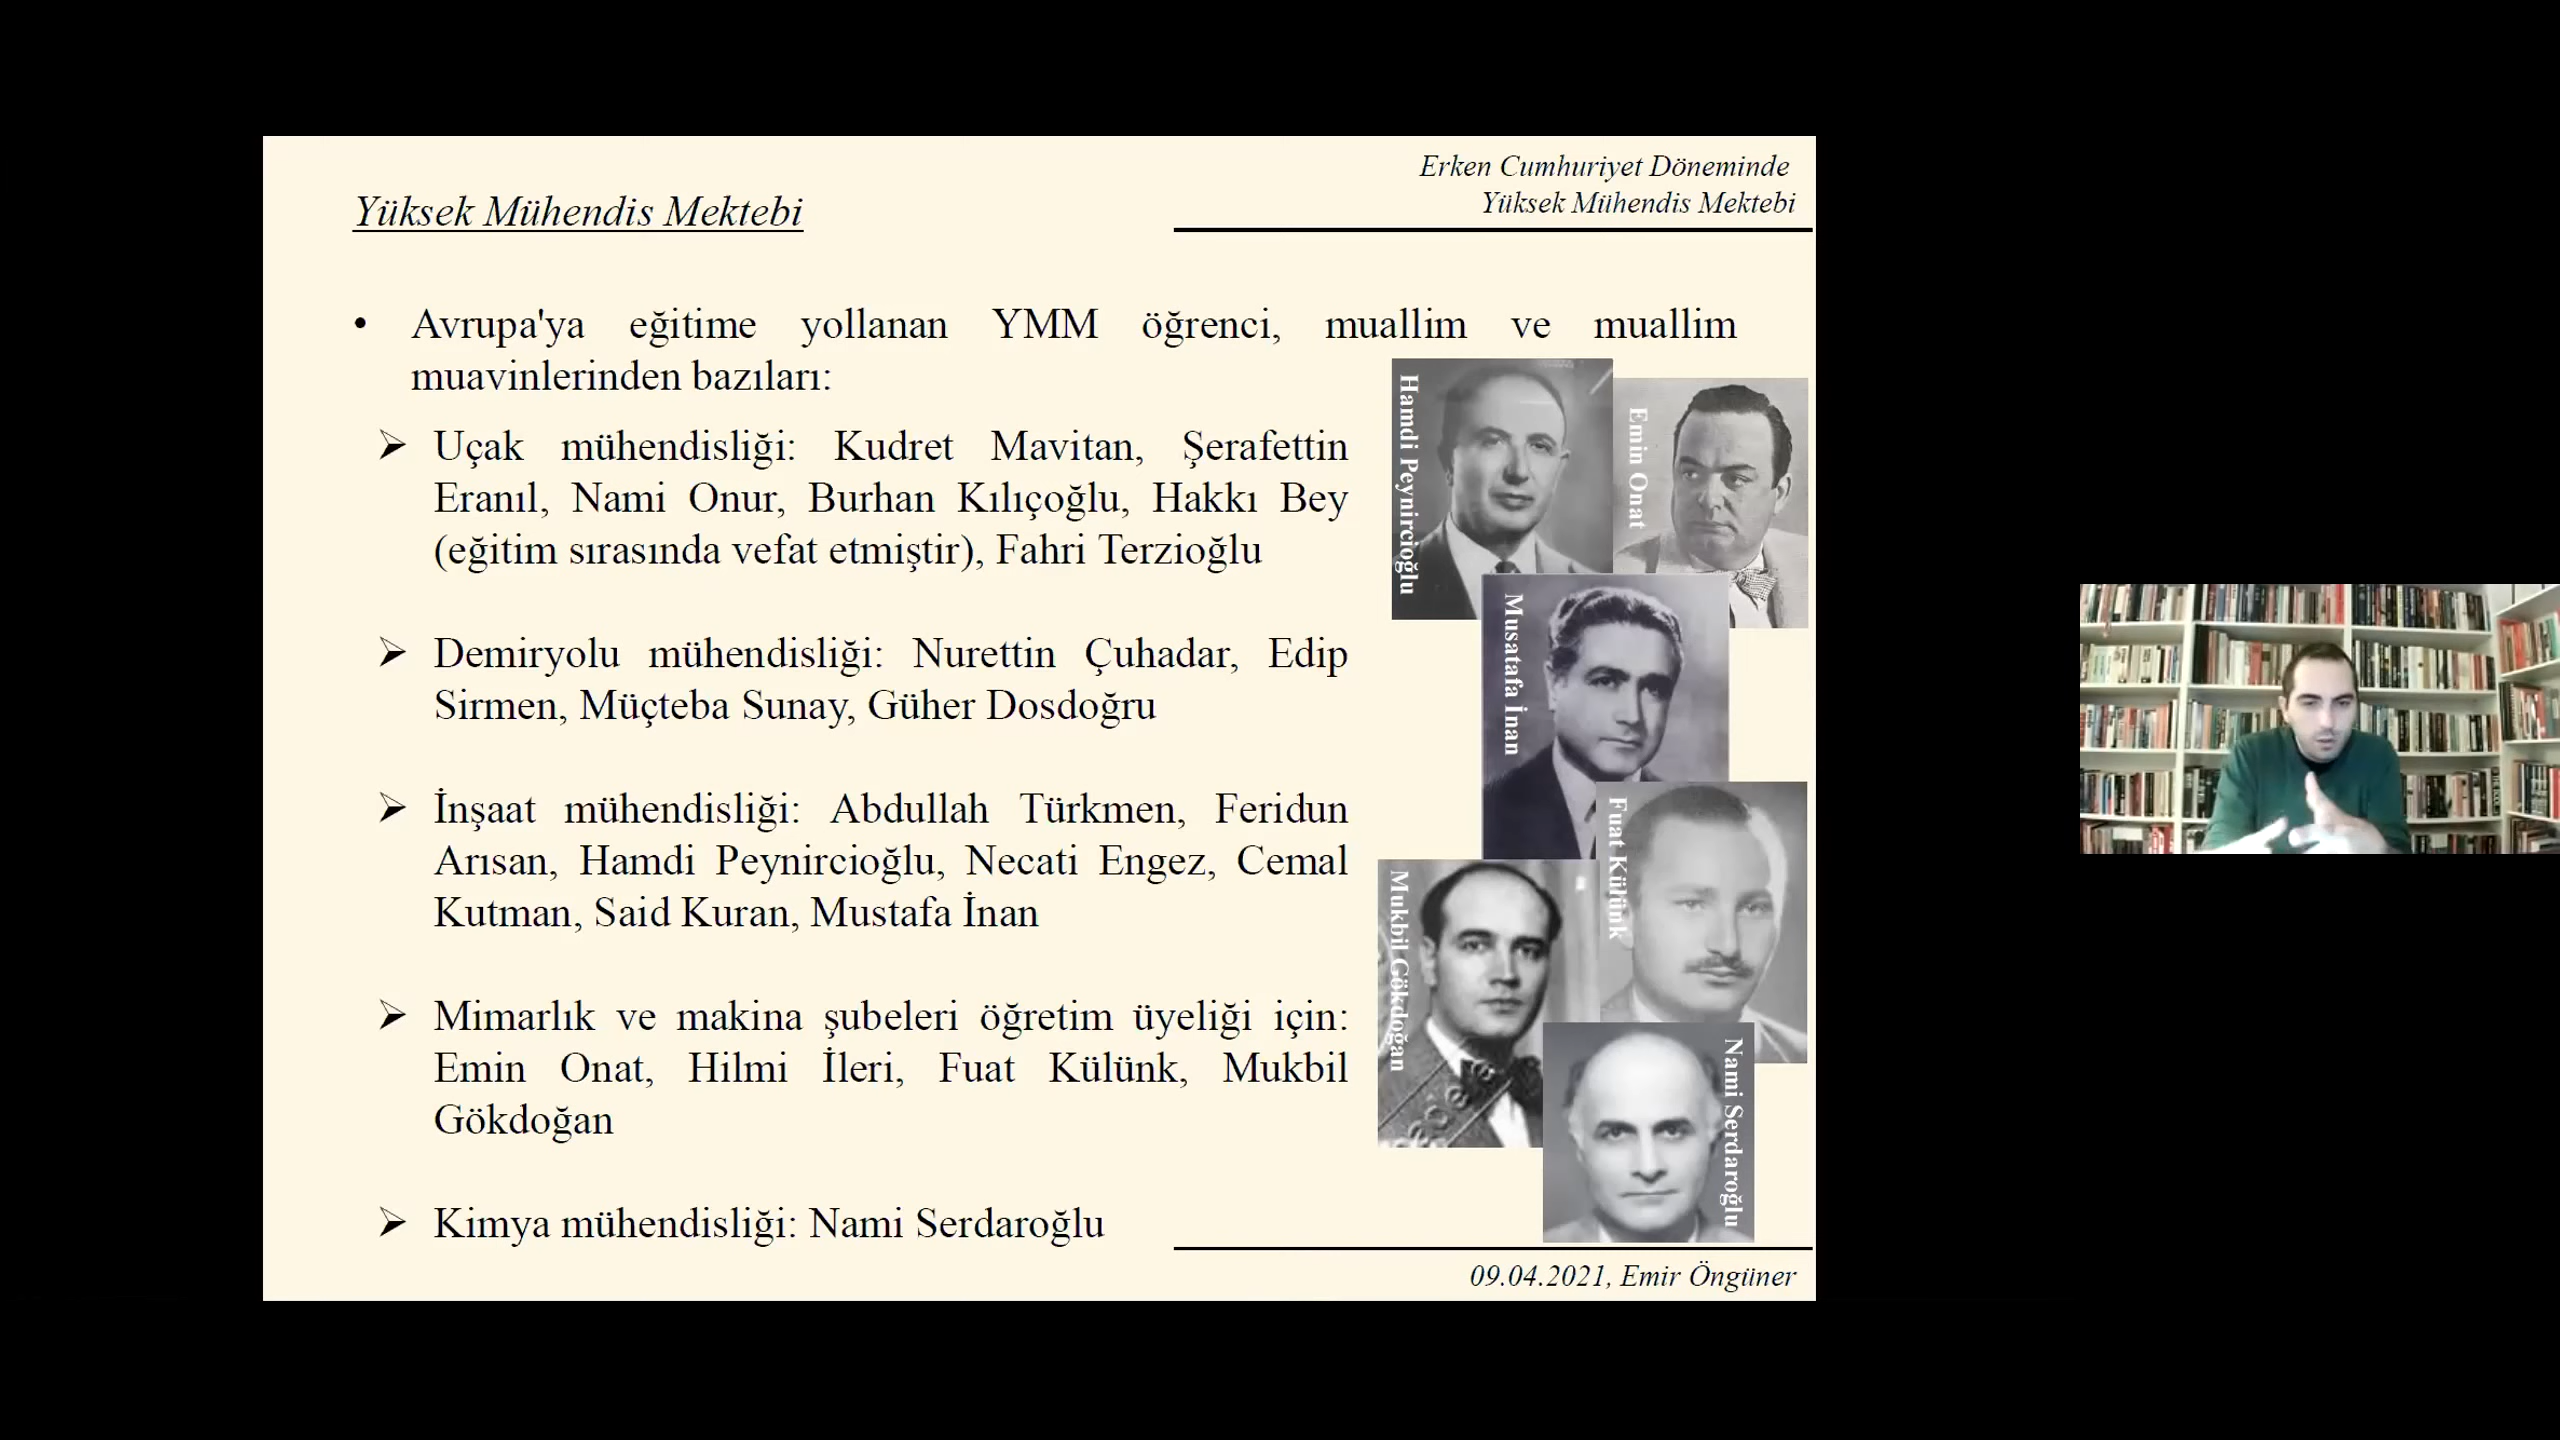 Erken Cumhuriyet Döneminde
Yüksek Mühendis Mektebi
Yüksek Mühendis Mektebi
• Avrupa'ya eğitime yollanan YMM öğrenci, muallim ve muallim
muavinlerinden bazıları:
➢ Uçak mühendisliği: Kudret Mavitan, Şerafettin
Eranıl, Nami Onur, Burhan Kılıçoğlu, Hakkı Bey
(eğitim sırasında vefat etmiştir), Fahri Terzioğlu
➢ Demiryolu mühendisliği: Nurettin Çuhadar, Edip
Sirmen, Müçteba Sunay, Güher Dosdoğru
➢ İnşaat mühendisliği: Abdullah Türkmen, Feridun
Arısan, Hamdi Peynircioğlu, Necati Engez, Cemal
Kutman, Said Kuran, Mustafa İnan
➢ Mimarlık ve makina şubeleri öğretim üyeliği için:
Emin Onat, Hilmi İleri, Fuat Külünk, Mukbil
Gökdoğan
➢ Kimya mühendisliği: Nami Serdaroğlu
Hamdi Peynircioğlu
Emin Onat
Musatafa İnan
Fuat Külünk
Mukbil Gökdoğan
Nami Serdaroğlu
09.04.2021, Emir Öngüner